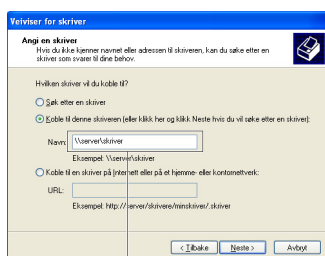 Veiviser for skriver
Angi en skriver
Hvis du ikke kjenner navnet eller adressen til skriveren, kan du søke etter en
skriver som svarer til dine behov.
Hvilken skriver vil du koble til?
Søk etter en skriver
Koble til denne skriveren (eller klikk her og klikk Neste hvis du vil søke etter en skriver):
Navn: \\server\skriver
Eksempel: \\server\skriver
Koble til en skriver på Internett eller på et hjemme- eller kontornettverk:
URL:
Eksempel: http://server/skrivere/minskriver/.skriver
< Tilbake Neste > Avbryt